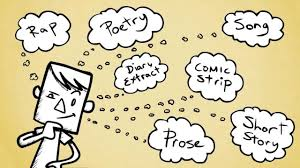 Rap
Poetry
Song
Diary
Extract
Comic
Strip
Prose
Short
Story